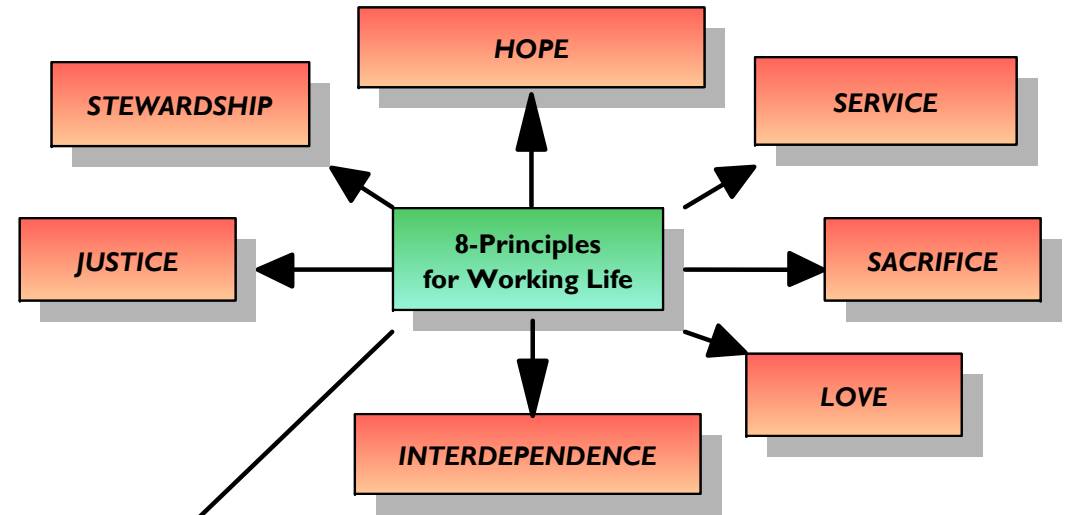 HOPE
STEWARDSHIP
SERVICE
8-Principles
for Working Life
JUSTICE
SACRIFICE
LOVE
INTERDEPENDENCE